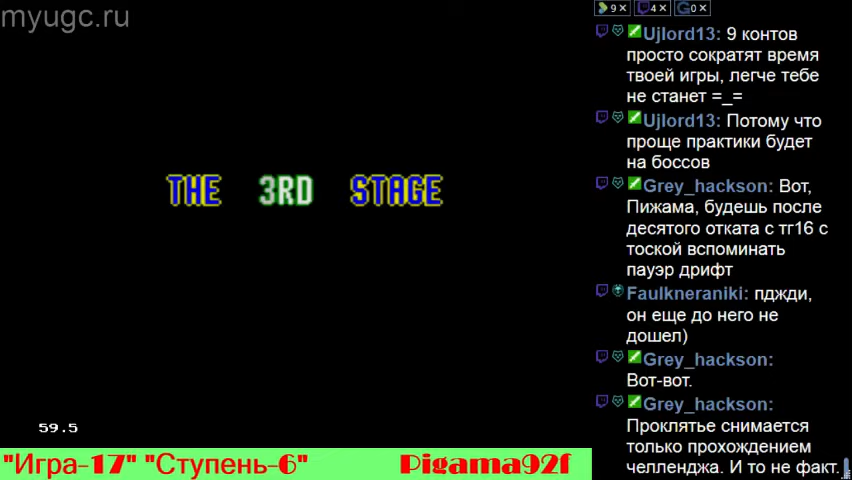 myugc.ru
9 × 4 × 0 ×
Ujlord13: 9 контов
просто сократят время
твоей игры, легче тебе
не станет =_=
Ujlord13: Потому что
проще практики будет
на боссов
THE 3RD STAGE
Grey_hackson: Вот,
Пижама, будешь после
десятого отката с тг16 с
тоской вспоминать
пауэр дрифт
Faulkneraniki: пджди,
он еще до него не
дошел)
Grey_hackson:
Вот-вот.
Grey_hackson:
Проклятье снимается
только прохождением
челленджа. И то не факт.
59.5
"Игра-17" "Ступень-6" Pigama92f